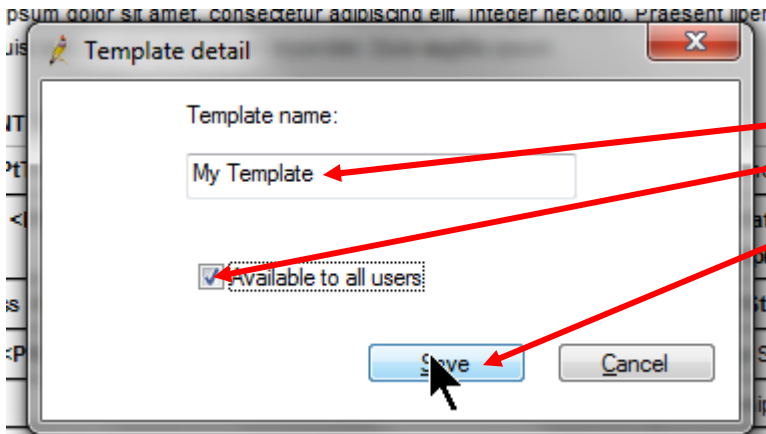 psum dolor sit amet, consectetur adipiscing elit. Integer nec odio. Praesent
Template detail
Template name:
My Template
Available to all users
Save
Cancel